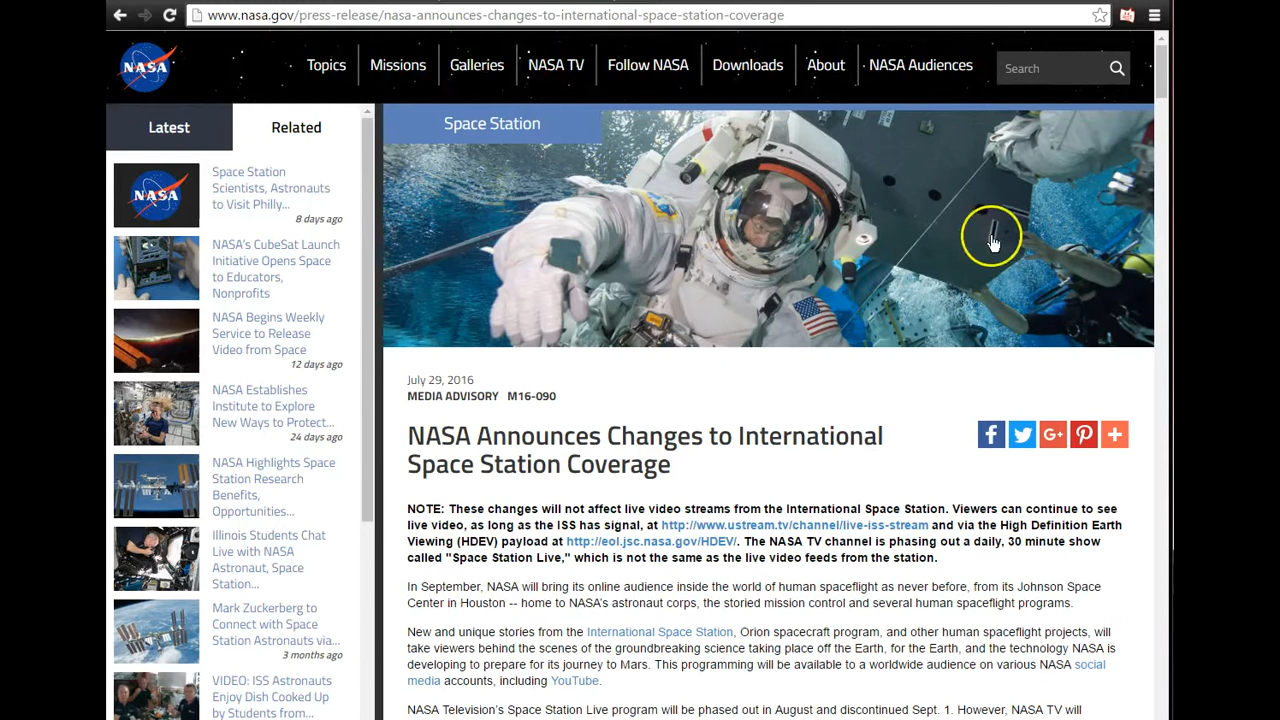 www.nasa.gov/press-release/nasa-announces-changes-to-international-space-station-coverage
NASA
Topics
Missions
Galleries
NASA TV
Follow NASA
Downloads
About
NASA Audiences
Search
Latest
Related
NASA
Space Station
Scientists, Astronauts
to Visit Philly...
8 days ago
NASA's CubeSat Launch
Initiative Opens Space
to Educators,
Nonprofits
NASA Begins Weekly
Service to Release
Video from Space
12 days ago
NASA Establishes
Institute to Explore
New Ways to Protect...
24 days ago
NASA Highlights Space
Station Research
Benefits,
Opportunities...
Illinois Students Chat
Live with NASA
Astronaut, Space
Station...
Mark Zuckerberg to
Connect with Space
Station Astronauts via...
3 months ago
VIDEO: ISS Astronauts
Enjoy Dish Cooked Up
by Students from...
Space Station
July 29, 2016
MEDIA ADVISORY M16-090
NASA Announces Changes to International
Space Station Coverage
NOTE: These changes will not affect live video streams from the International Space Station. Viewers can continue to see
live video, as long as the ISS has signal, at http://www.ustream.tv/channel/live-iss-stream and via the High Definition Earth
Viewing (HDEV) payload at http://eol.jsc.nasa.gov/HDEV/. The NASA TV channel is phasing out a daily, 30 minute show
called "Space Station Live," which is not the same as the live video feeds from the station.
In September, NASA will bring its online audience inside the world of human spaceflight as never before, from its Johnson Space
Center in Houston -- home to NASA's astronaut corps, the storied mission control and several human spaceflight programs.
New and unique stories from the International Space Station, Orion spacecraft program, and other human spaceflight projects, will
take viewers behind the scenes of the groundbreaking science taking place off the Earth, for the Earth, and the technology NASA is
developing to prepare for its journey to Mars. This programming will be available to a worldwide audience on various NASA social
media accounts, including YouTube.
NASA Television's Space Station Live program will be phased out in August and discontinued Sept. 1. However, NASA TV will